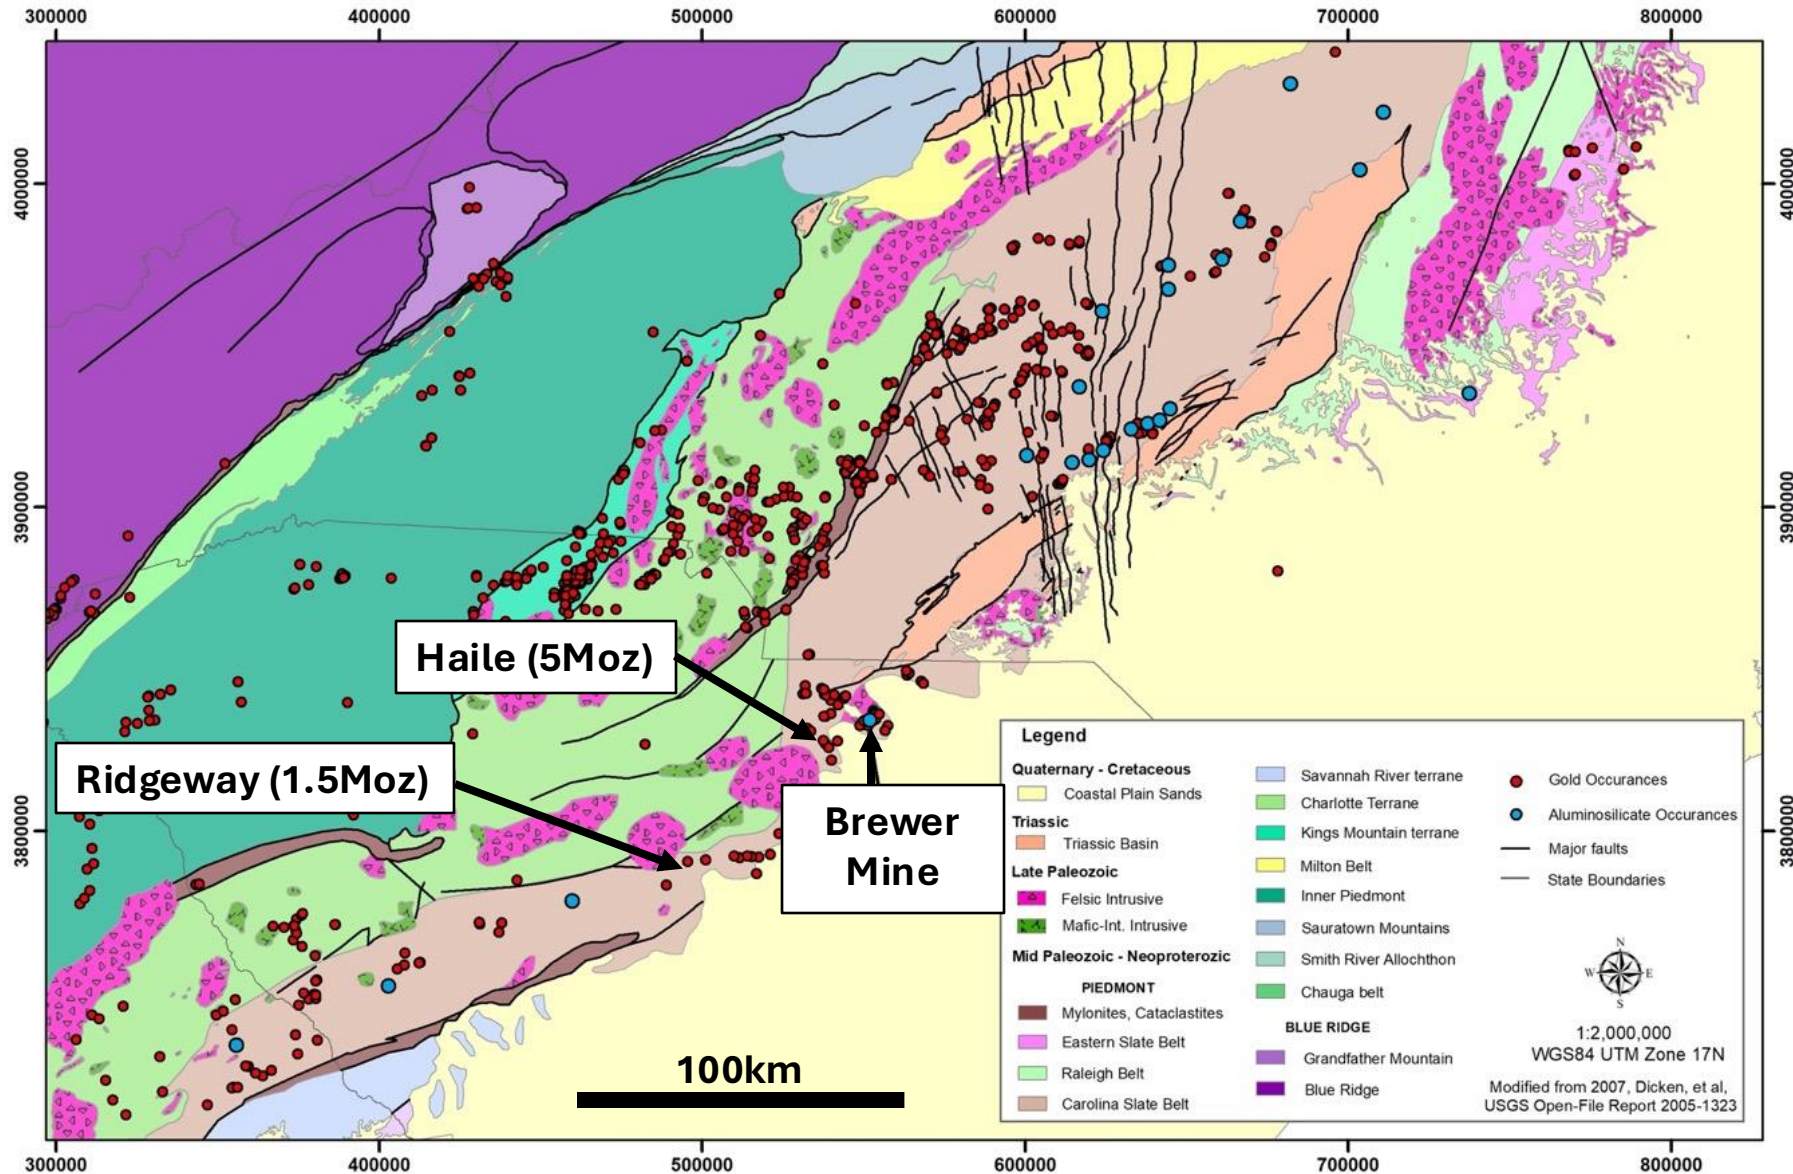 300000 400000 500000 600000 700000 800000
4000000 4000000
3900000 3900000
3800000 3800000
Haile (5Moz)
Ridgeway (1.5Moz)
Brewer
Mine
100km
Legend
Quaternary - Cretaceous
Coastal Plain Sands
Triassic
Triassic Basin
Late Paleozoic
Felsic Intrusive
Mafic-Int. Intrusive
Mid Paleozoic - Neoproterozoic
PIEDMONT
Mylonites, Cataclastites
Eastern Slate Belt
Raleigh Belt
Carolina Slate Belt
Savannah River terrane
Charlotte Terrane
Kings Mountain terrane
Milton Belt
Inner Piedmont
Sauratown Mountains
Smith River Allochthon
Chauga belt
BLUE RIDGE
Grandfather Mountain
Blue Ridge
Gold Occurances
Aluminosilicate Occurances
Major faults
State Boundaries
N
W E
S
1:2,000,000
WGS84 UTM Zone 17N
Modified from 2007, Dicken, et al,
USGS Open-File Report 2005-1323
300000 400000 500000 600000 700000 800000